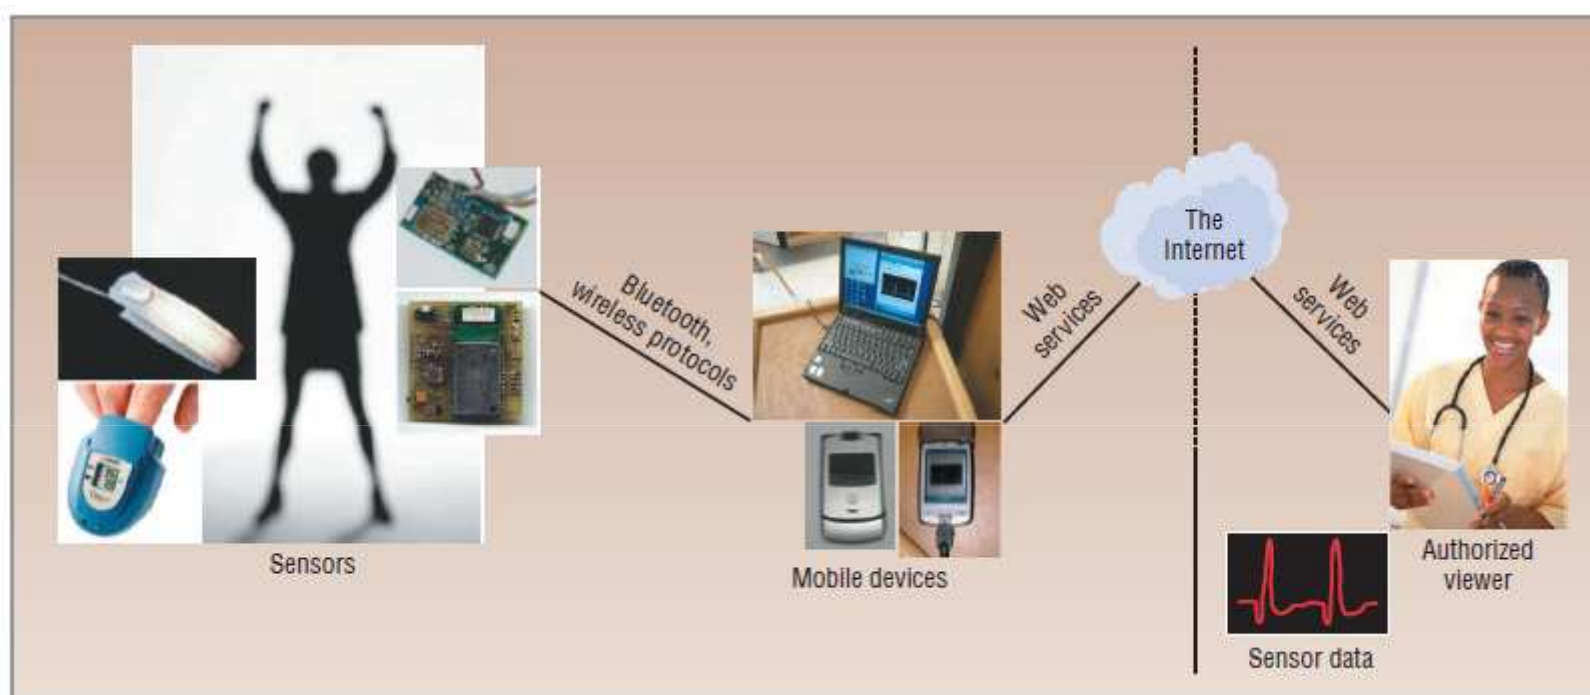 Sensors
Bluetooth,
wireless protocols
Mobile devices
Web
services
The
Internet
Web
services
Authorized
viewer
Sensor data